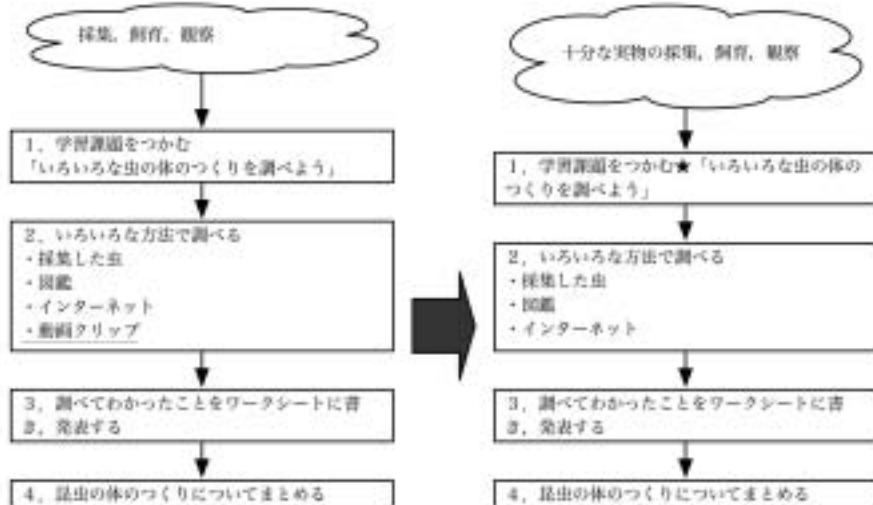 採集，飼育，観察
1，学習課題をつかむ
「いろいろな虫の体のつくりを調べよう」
2，いろいろな方法で調べる
・採集した虫
・図鑑
・インターネット
・動画クリップ
3，調べてわかったことをワークシートに書
き，発表する
4，昆虫の体のつくりについてまとめる
十分な実物の採集，飼育，観察
1，学習課題をつかむ★「いろいろな虫の体の
つくりを調べよう」
2，いろいろな方法で調べる
・採集した虫
・図鑑
・インターネット
3，調べてわかったことをワークシートに書
き，発表する
4，昆虫の体のつくりについてまとめる